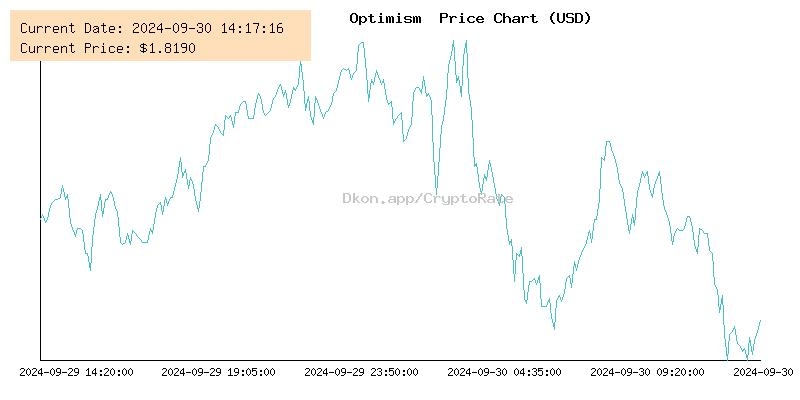 Optimism  Price Chart (USD)
Current Date: 2024-09-30 14:17:16
Current Price: $1.8190
Dkon.app/CryptoRate
2024-09-29 14:20:00 2024-09-29 19:05:00 2024-09-29 23:50:00 2024-09-30 04:35:00 2024-09-30 09:20:00 2024-09-30